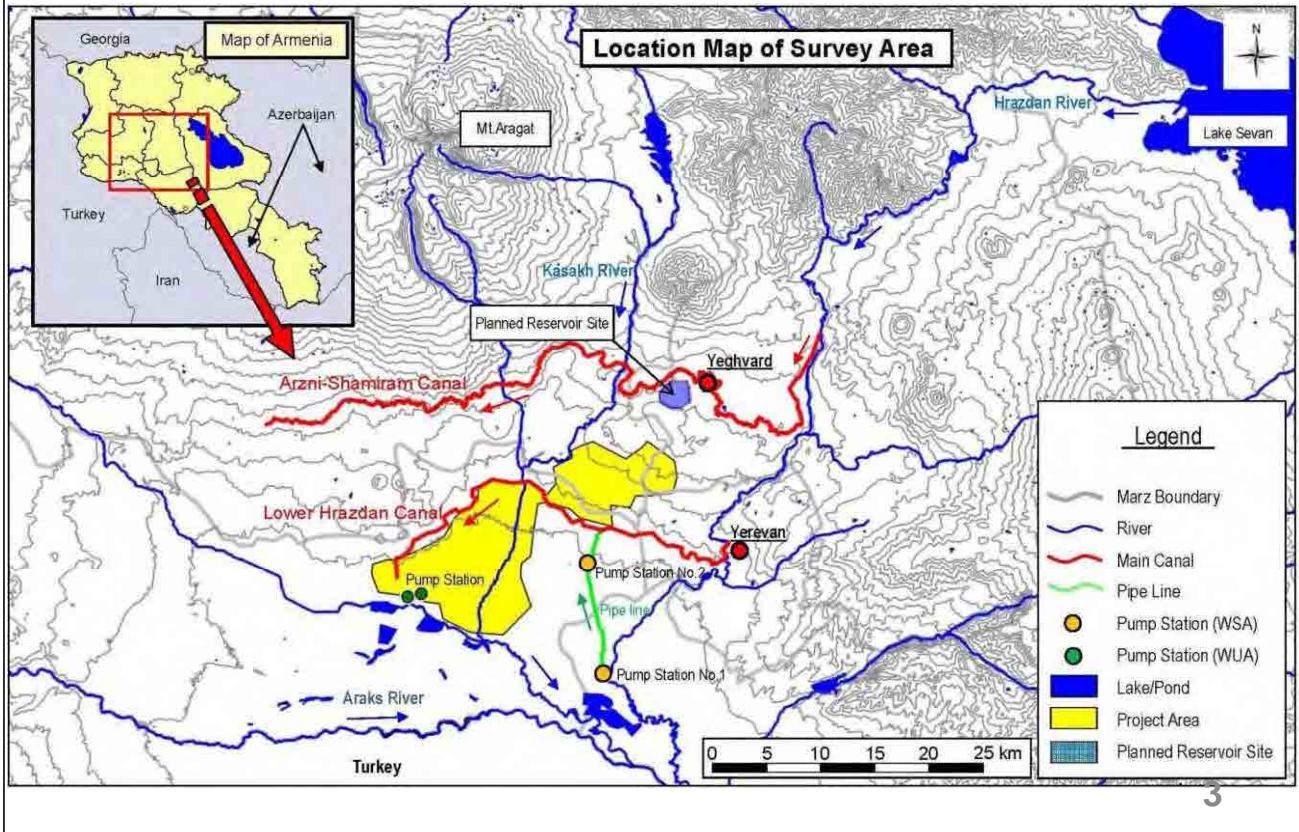 Location Map of Survey Area
Georgia
Map of Armenia
Azerbaijan
Turkey
Iran
N
Mt.Aragat
Hrazdan River
Lake Sevan
Kasakh River
Planned Reservoir Site
Yeghvard
Arzni-Shamiram Canal
Lower Hrazdan Canal
Yerevan
Pump Station
Pump Station No.2
Pipe line
Pump Station No.1
Araks River
Turkey
0 5 10 15 20 25 km
Legend
Marz Boundary
River
Main Canal
Pipe Line
Pump Station (WSA)
Pump Station (WUA)
Lake/Pond
Project Area
Planned Reservoir Site
3